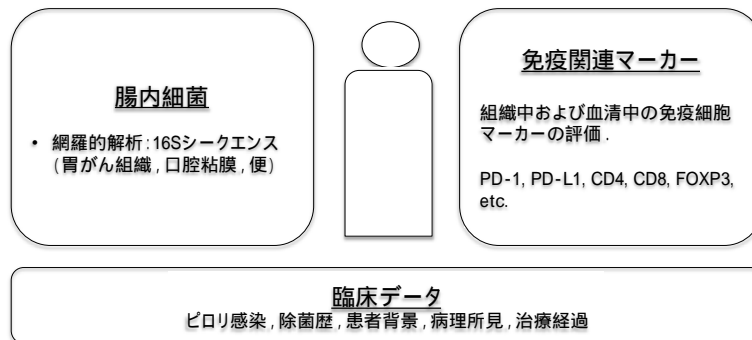 腸内細菌
• 網羅的解析:16Sシークエンス
(胃がん組織,口腔粘膜,便)
免疫関連マーカー
組織中および血清中の免疫細胞
マーカーの評価.
PD-1, PD-L1, CD4, CD8, FOXP3,
etc.
臨床データ
ピロリ感染,除菌歴,患者背景,病理所見,治療経過